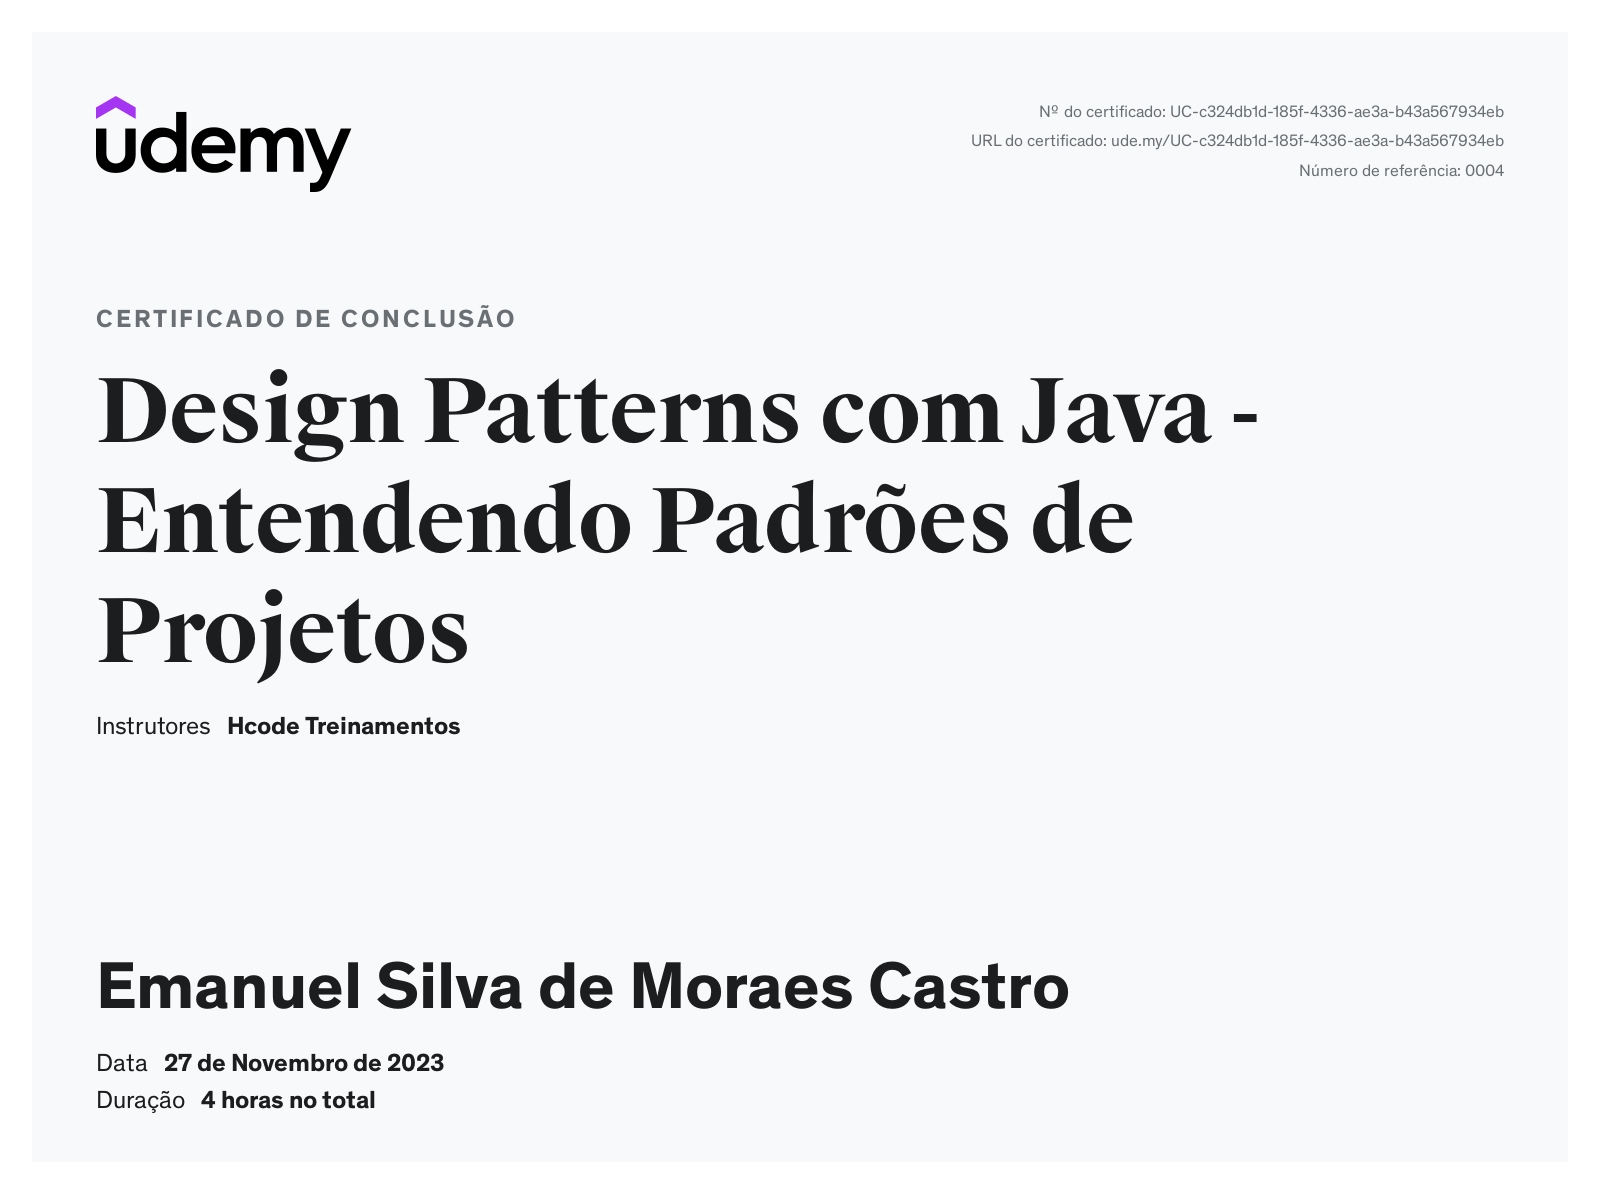 udemy
Nº do certificado: UC-c324db1d-185f-4336-ae3a-b43a567934eb
URL do certificado: ude.my/UC-c324db1d-185f-4336-ae3a-b43a567934eb
Número de referência: 0004
CERTIFICADO DE CONCLUSÃO
Design Patterns com Java -
Entendendo Padrões de
Projetos
Instrutores Hcode Treinamentos
Emanuel Silva de Moraes Castro
Data 27 de Novembro de 2023
Duração 4 horas no total